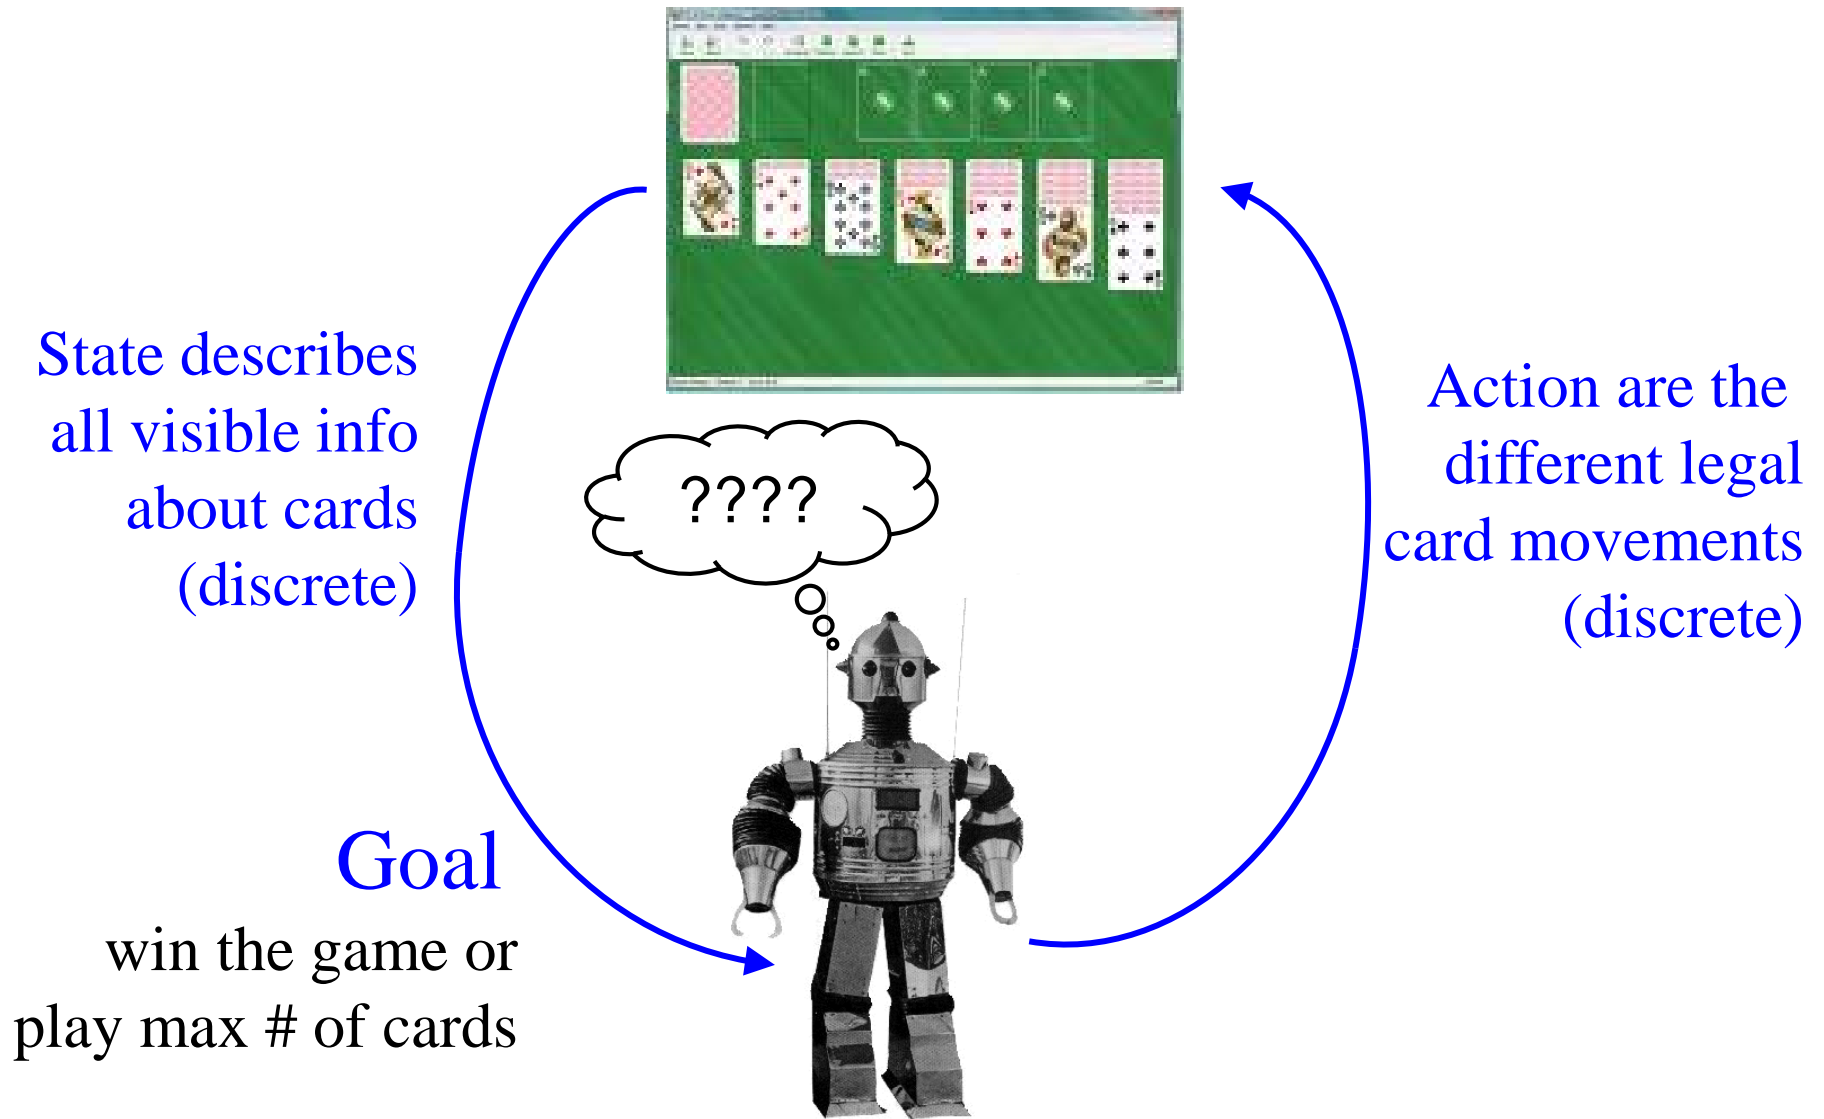 State describes
all visible info
about cards
(discrete)
????
Action are the
different legal
card movements
(discrete)
Goal
win the game or
play max # of cards